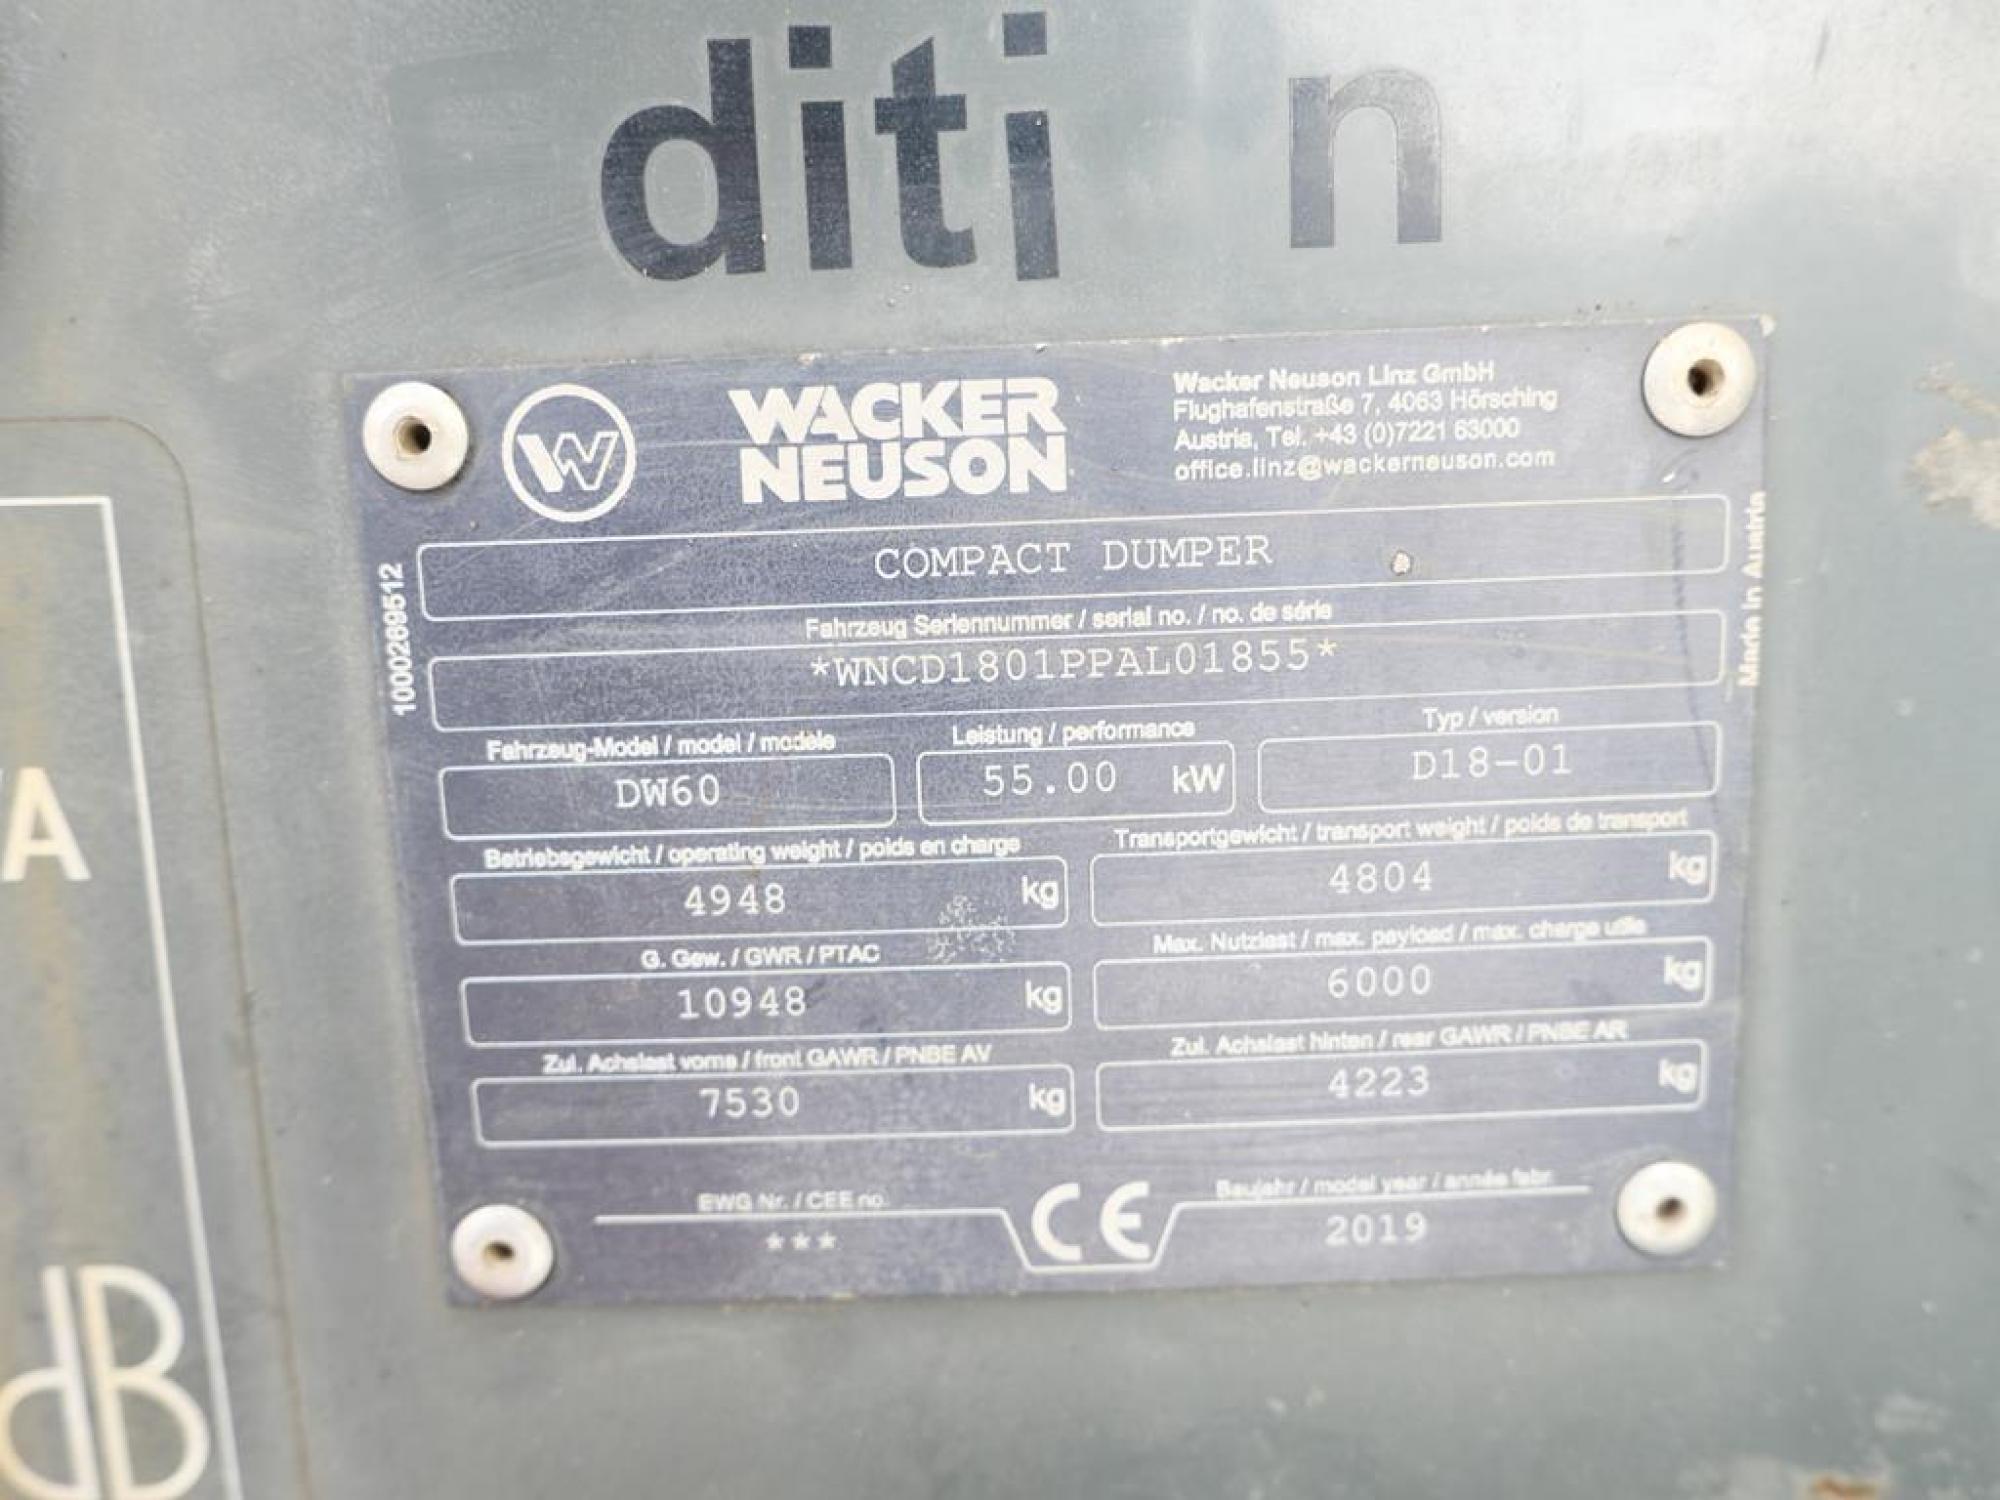 diti n
WACKER
NEUSON
Wacker Neuson Linz GmbH
Flughafenstraße 7, 4063 Hörsching
Austria, Tel. +43 (0)7221 63000
office.linz@wackerneuson.com
COMPACT DUMPER
Fahrzeug Seriennummer / serial no. / no. de série
*WNCD1801PPAL01855*
1000269512
Made in Austria
Fahrzeug-Model / model / modèle
DW60
Leistung / performance
55.00 kW
Typ / version
D18-01
Betriebsgewicht / operating weight / poids en charge
4948 kg
Transportgewicht / transport weight / poids de transport
4804 kg
G. Gew. / GWR / PTAC
10948 kg
Max. Nutzlast / max. payload / max. charge utile
6000 kg
Zul. Achslast vorne / front GAWR / PNBE AV
7530 kg
Zul. Achslast hinten / rear GAWR / PNBE AR
4223 kg
EWG Nr. / CEE no.
***
CE
Baujahr / model year / année fabr.
2019
A
dB